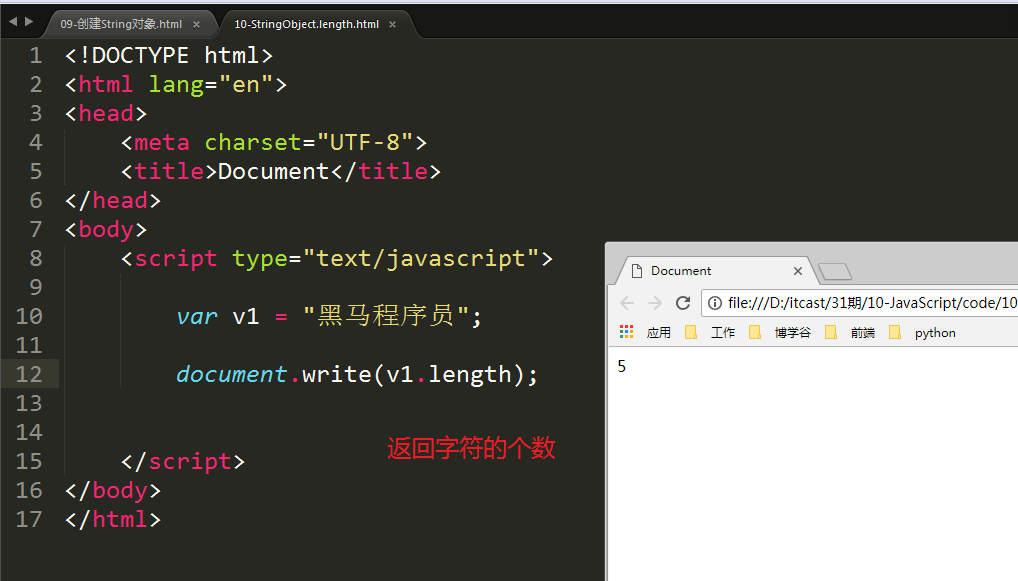 09-创建String对象.html ×
10-StringObject.length.html ×
1 <!DOCTYPE html>
2 <html lang="en">
3 <head>
4 <meta charset="UTF-8">
5 <title>Document</title>
6 </head>
7 <body>
8 <script type="text/javascript">
9
10 var v1 = "黑马程序员";
11
12 document.write(v1.length);
13
14
返回字符的个数
15 </script>
16 </body>
17 </html>
Document ×
file:///D:/itcast/31期/10-JavaScript/code/10
应用 工作 博学谷 前端 python
5